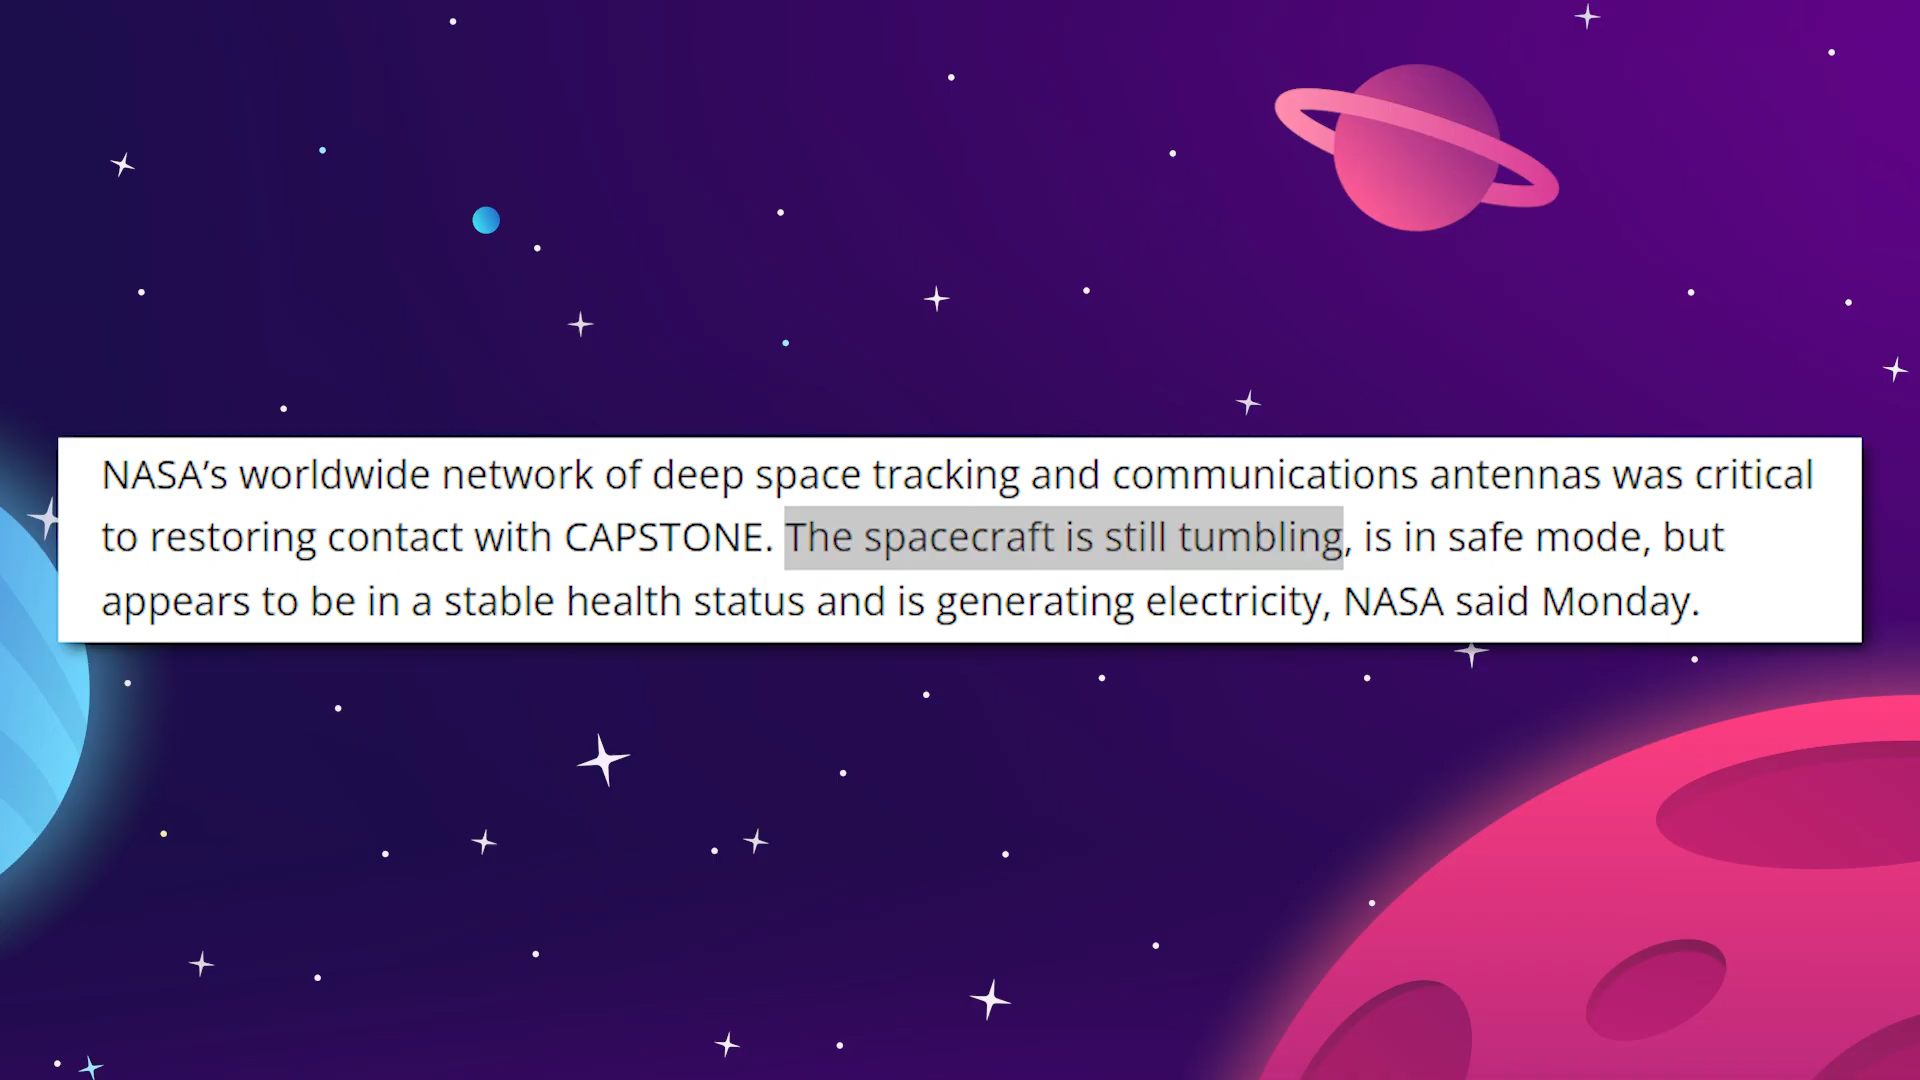 NASA’s worldwide network of deep space tracking and communications antennas was critical
to restoring contact with CAPSTONE. The spacecraft is still tumbling, is in safe mode, but
appears to be in a stable health status and is generating electricity, NASA said Monday.